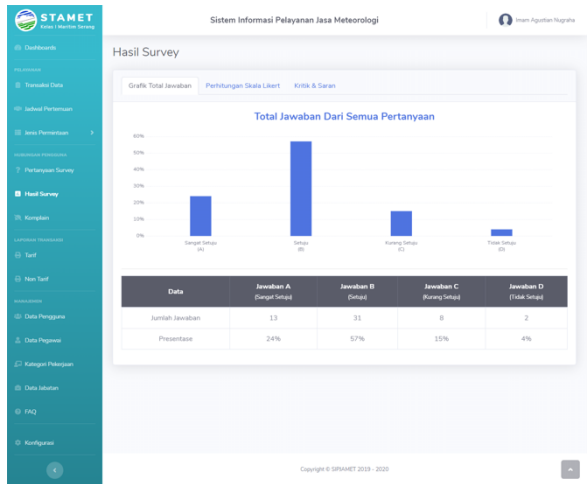 STAMET
Kelas I Maritim Serang
Sistem Informasi Pelayanan Jasa Meteorologi
Imam Agustian Nugraha
Dashboards
PELAYANAN
Transaksi Data
Jadwal Pertemuan
Jenis Permintaan
HUBUNGAN PENGGUNA
Pertanyaan Survey
Hasil Survey
Komplain
LAPORAN TRANSAKSI
Tarif
Non Tarif
MANAJEMEN
Data Pengguna
Data Pegawai
Kategori Pekerjaan
Data Jabatan
FAQ
Konfigurasi
Hasil Survey
Grafik Total Jawaban Perhitungan Skala Likert Kritik & Saran
Total Jawaban Dari Semua Pertanyaan
60%
50%
40%
30%
20%
10%
0%
Sangat Setuju Setuju Kurang Setuju Tidak Setuju
(A) (B) (C) (D)
Data Jawaban A Jawaban B Jawaban C Jawaban D
(Sangat Setuju) (Setuju) (Kurang Setuju) (Tidak Setuju)
Jumlah Jawaban 13 31 8 2
Presentase 24% 57% 15% 4%
Copyright © SIPJAMET 2019 - 2020